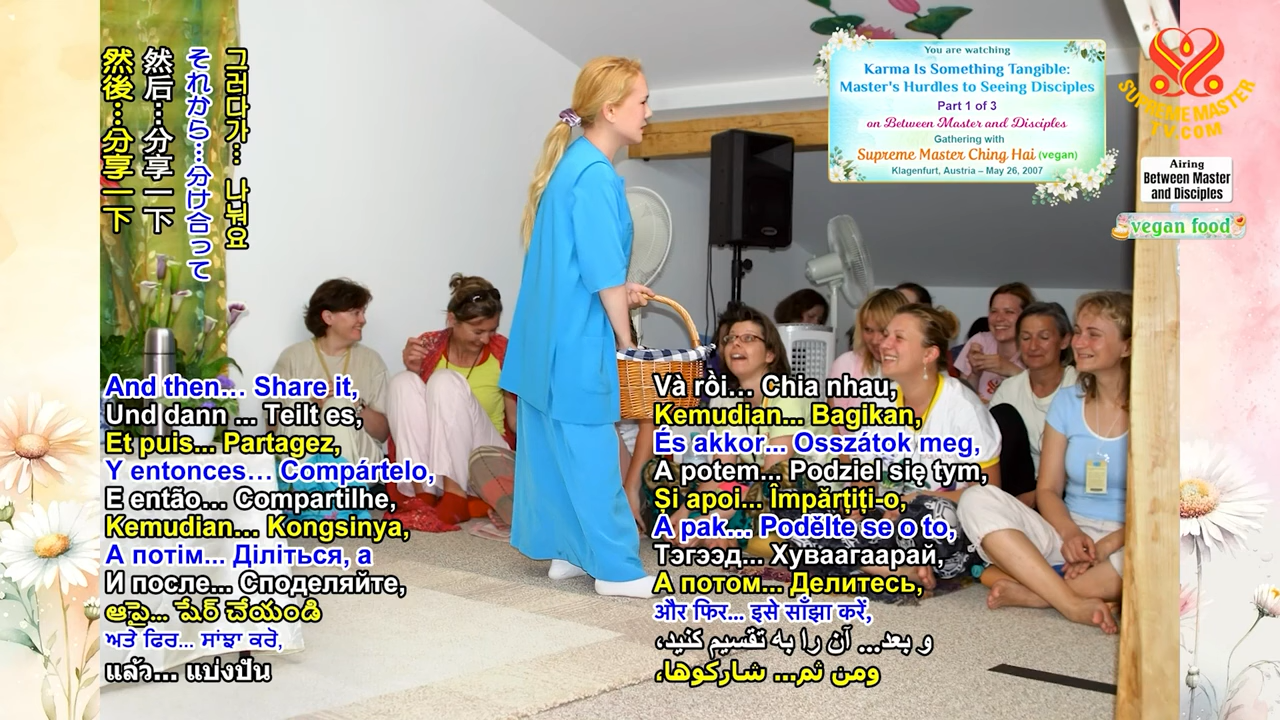 然後…分享一下
然后…分享一下
それから…分け合って
그러다가… 나눠요
You are watching
Karma Is Something Tangible:
Master's Hurdles to Seeing Disciples
Part 1 of 3
on Between Master and Disciples
Gathering with
Supreme Master Ching Hai (vegan)
Klagenfurt, Austria – May 26, 2007
SUPREME MASTER
TV.COM
Airing
Between Master
and Disciples
vegan food
And then… Share it,
Und dann ... Teilt es,
Et puis... Partagez,
Y entonces… Compártelo,
E então… Compartilhe,
Kemudian… Kongsinya,
А потім... Діліться, а
И после... Споделяйте,
ఆపై... షేర్ చేయండి
ਅਤੇ ਫਿਰ... ਸਾਂਝਾ ਕਰੋ,
แล้ว... แบ่งปัน
Và rồi… Chia nhau,
Kemudian... Bagikan,
És akkor... Osszátok meg,
A potem... Podziel się tym,
Și apoi... Împărțiți-o,
A pak... Podělte se o to,
Тэгээд... Хуваагаарай,
А потом... Делитесь,
और फिर... इसे साँझा करें,
و بعد... آن را به تقسیم کنید،
ومن ثم... شاركوها،